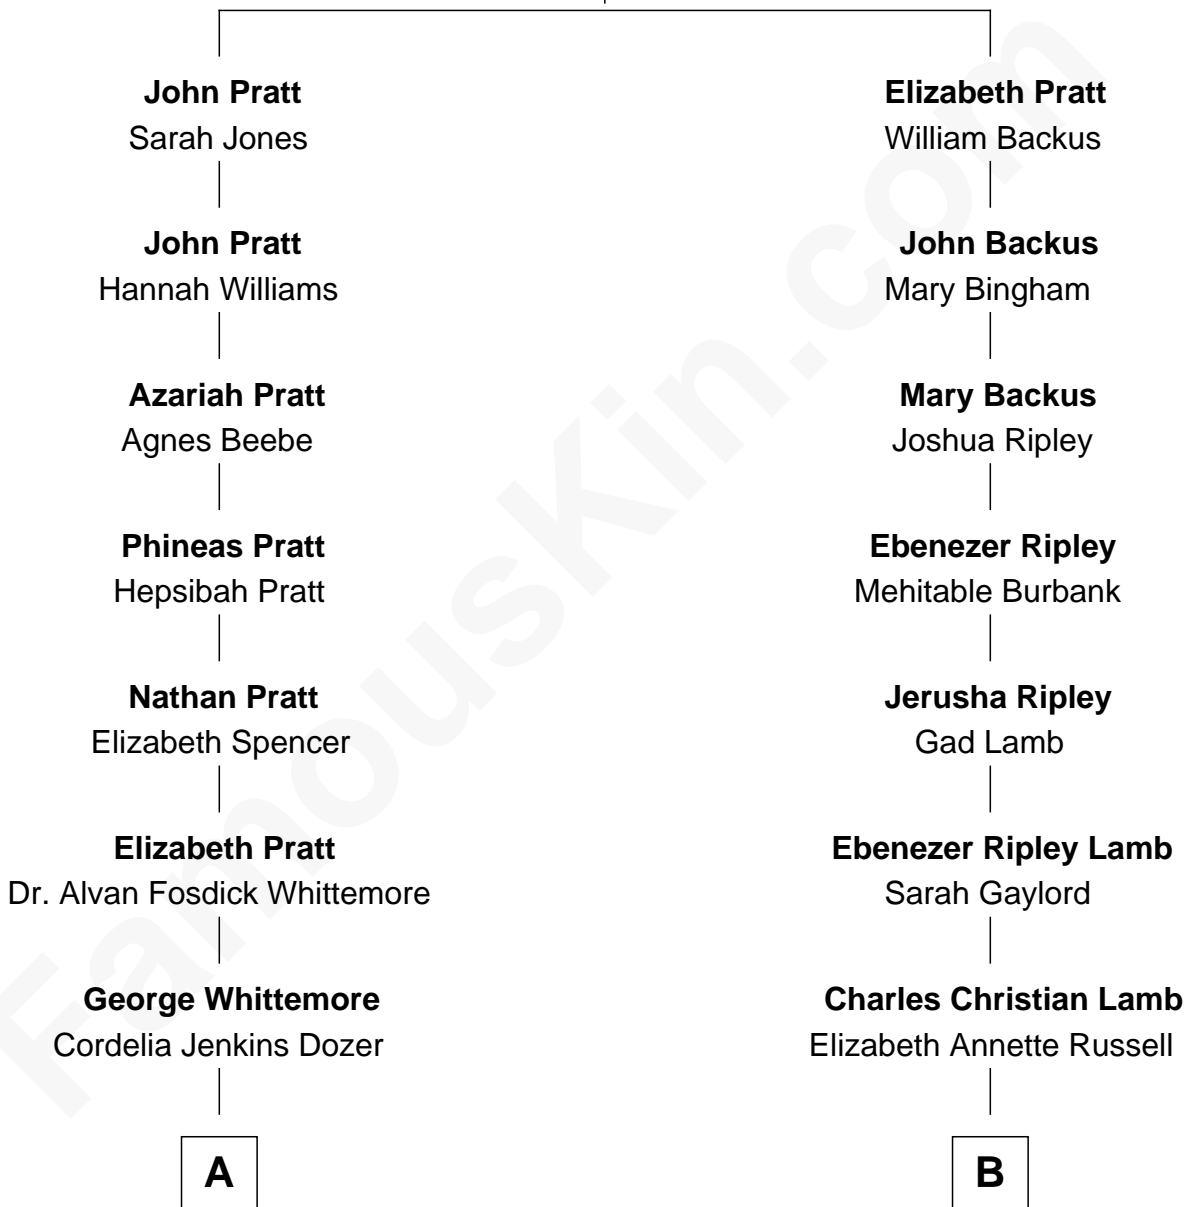 John Pratt
Sarah Jones
John Pratt
Hannah Williams
Azariah Pratt
Agnes Beebe
Phineas Pratt
Hepsibah Pratt
Nathan Pratt
Elizabeth Spencer
Elizabeth Pratt
Dr. Alvan Fosdick Whittemore
George Whittemore
Cordelia Jenkins Dozer
A
Elizabeth Pratt
William Backus
John Backus
Mary Bingham
Mary Backus
Joshua Ripley
Ebenezer Ripley
Mehitable Burbank
Jerusha Ripley
Gad Lamb
Ebenezer Ripley Lamb
Sarah Gaylord
Charles Christian Lamb
Elizabeth Annette Russell
B
FamousKin.com